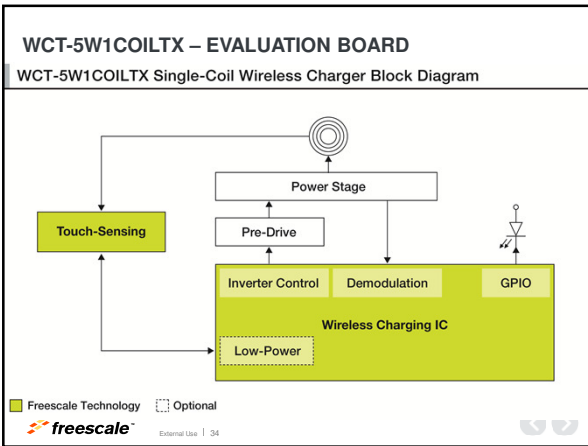 WCT-5W1COILTX – EVALUATION BOARD
WCT-5W1COILTX Single-Coil Wireless Charger Block Diagram
Power Stage
Touch-Sensing
Pre-Drive
Inverter Control Demodulation GPIO
Wireless Charging IC
Low-Power
Freescale Technology Optional
freescale™ External Use | 34